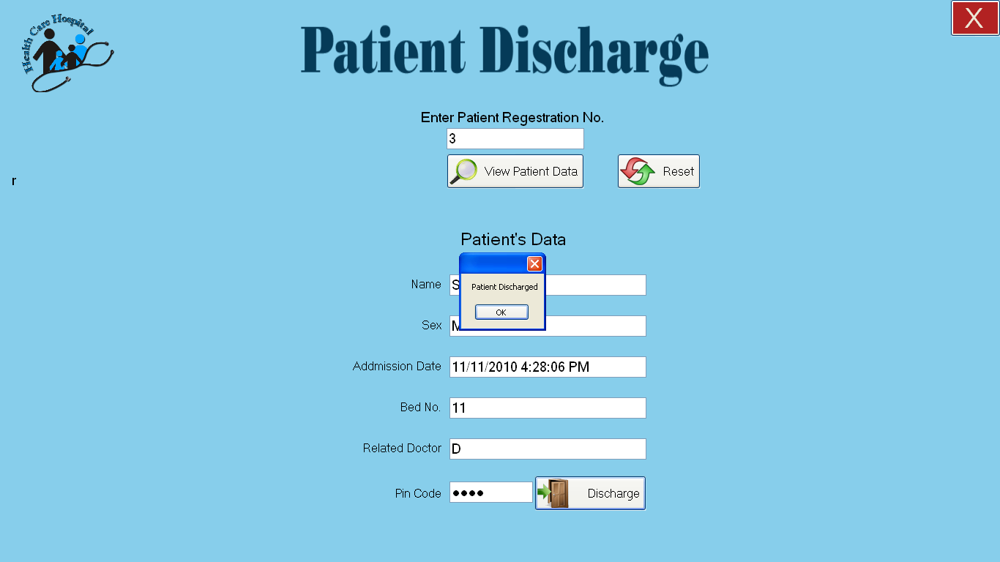 Health Care Hospital
Patient Discharge
X
Enter Patient Regestration No.
3
View Patient Data
Reset
r
Patient's Data
Patient Discharged
OK
Name S
Sex M
Addmission Date 11/11/2010 4:28:06 PM
Bed No. 11
Related Doctor D
Pin Code ●●●● Discharge